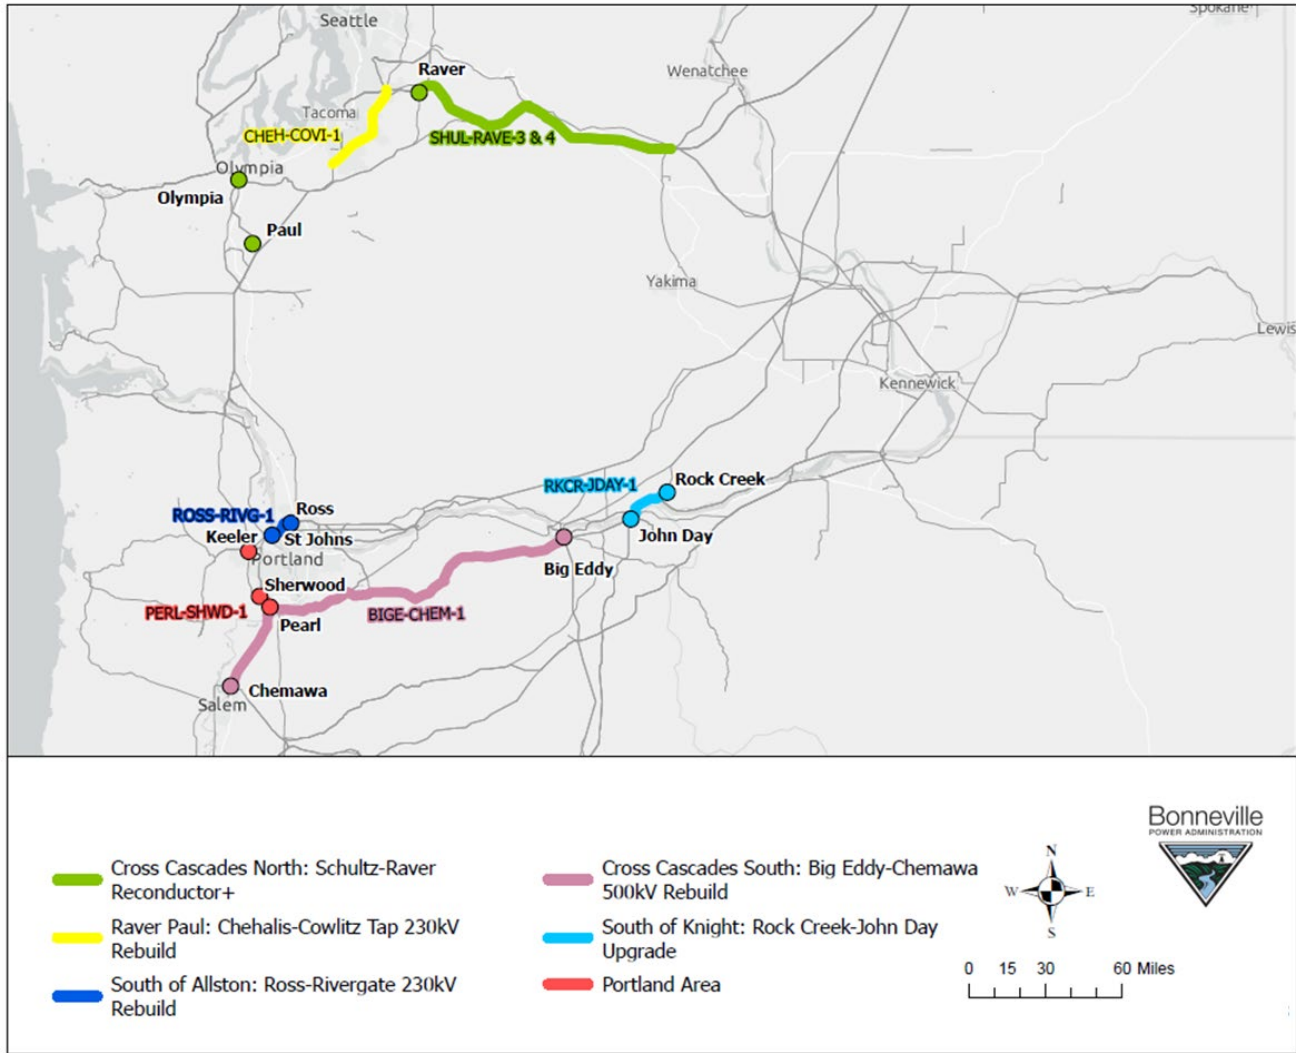 Seattle
Spokane
Raver
Wenatchee
Tacoma
CHEH-COVI-1
SHUL-RAVE-3 & 4
Olympia
Olympia
Paul
Yakima
Lewis
Kennewick
Rock Creek
RKCR-JDAY-1
Ross
ROSS-RIVG-1
Keeler
St Johns
John Day
Portland
Big Eddy
Sherwood
PERL-SHWD-1
BIGE-CHEM-1
Pearl
Chemawa
Salem
Cross Cascades North: Schultz-Raver
Reconductor+
Raver Paul: Chehalis-Cowlitz Tap 230kV
Rebuild
South of Allston: Ross-Rivergate 230kV
Rebuild
Cross Cascades South: Big Eddy-Chemawa
500kV Rebuild
South of Knight: Rock Creek-John Day
Upgrade
Portland Area
N
W E
S
Bonneville
POWER ADMINISTRATION
0 15 30 60 Miles